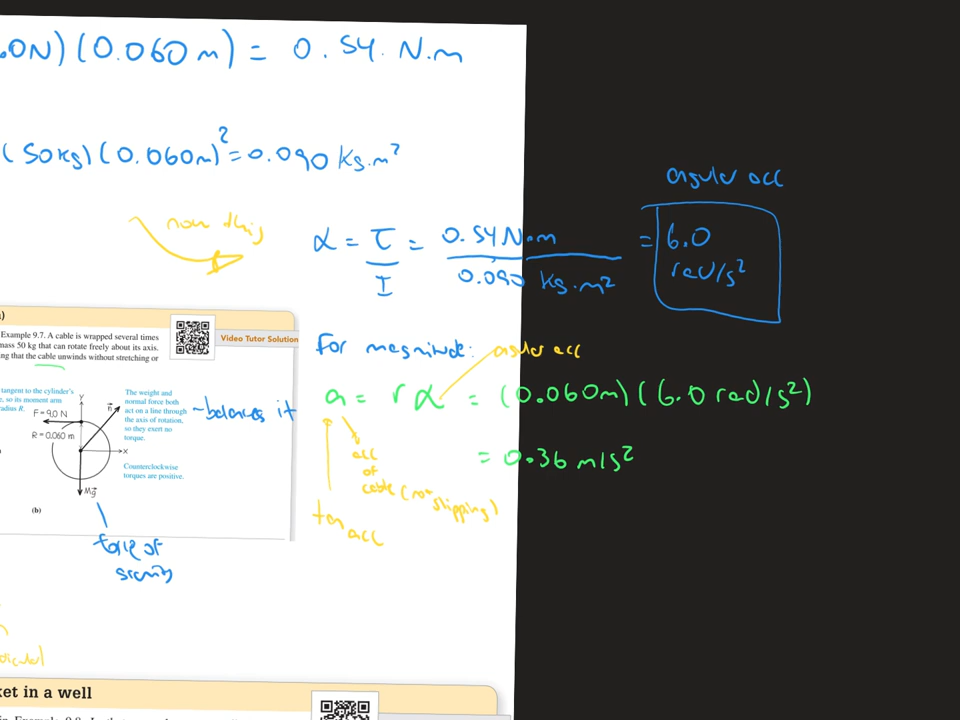 .0N)(0.060m) = 0.54 N.m
(50kg)(0.060m)²=0.090 Kg.m²
angular acc
now this
α = τ = 0.54 N.m = 6.0
I 0.090 Kg.m² rad/s²
Example 9.7. A cable is wrapped several times
mass 50 kg that can rotate freely about its axis.
ing that the cable unwinds without stretching or
Video Tutor Solution
For magnitude: angular acc
a = r α = (0.060m)(6.0 rad/s²)
= 0.36 m/s²
acc
of
cable (not slipping)
tan acc
tangent to the cylinder's
e, so its moment arm
radius R.
F = 9.0 N
R = 0.060 m
y
n
x
Mg
The weight and
normal force both
act on a line through
the axis of rotation,
so they exert no
torque.
Counterclockwise
torques are positive.
~balances it
(b)
force of
gravity
ket in a well